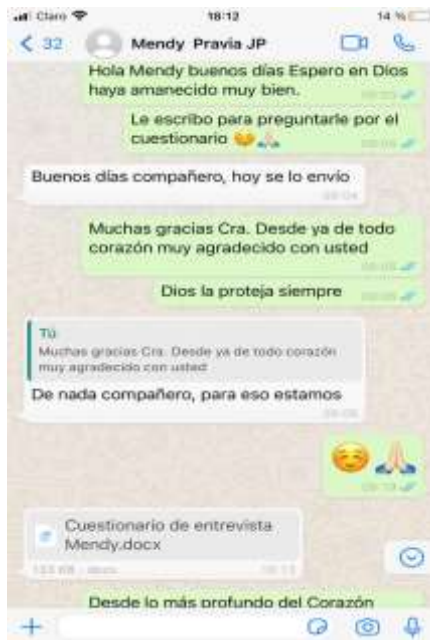 Claro 18:12 14 %
32 Mendy Pravia JP
Hola Mendy buenos días Espero en Dios
haya amanecido muy bien.
Le escribo para preguntarle por el
cuestionario
Buenos días compañero, hoy se lo
envío
Muchas gracias Cra. Desde ya de todo
corazón muy agradecido con usted
Dios la proteja siempre
Tú
Muchas gracias Cra. Desde ya de todo corazón
muy agradecido con usted
De nada compañero, para eso estamos
Cuestionario de entrevista
Mendy.docx
Desde lo más profundo del Corazón